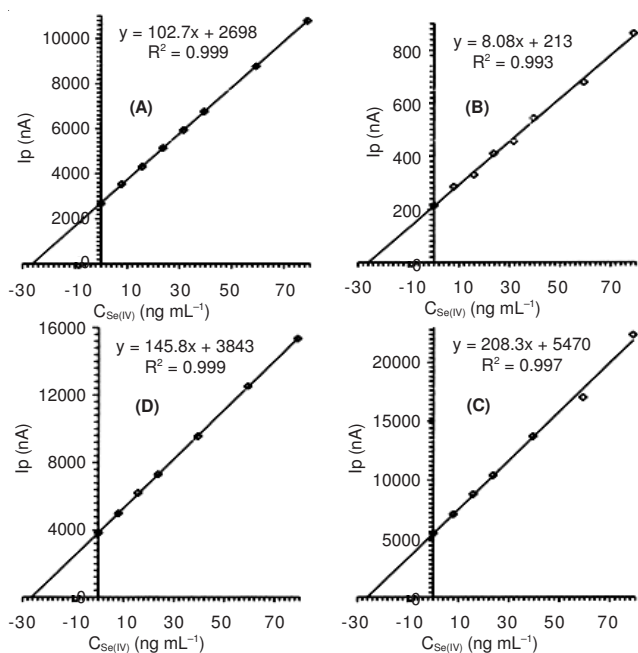 10000
8000
6000
4000
2000
0
Ip (nA)
y = 102.7x + 2698
R² = 0.999
(A)
-30 -10 10 30 50 70
C_Se(IV) (ng mL⁻¹)
800
600
400
200
0
Ip (nA)
y = 8.08x + 213
R² = 0.993
(B)
-30 -10 10 30 50 70
C_Se(IV) (ng mL⁻¹)
16000
12000
8000
4000
0
Ip (nA)
y = 145.8x + 3843
R² = 0.999
(D)
-30 -10 10 30 50 70
C_Se(IV) (ng mL⁻¹)
20000
15000
10000
5000
0
Ip (nA)
y = 208.3x + 5470
R² = 0.997
(C)
-30 -10 10 30 50 70
C_Se(IV) (ng mL⁻¹)